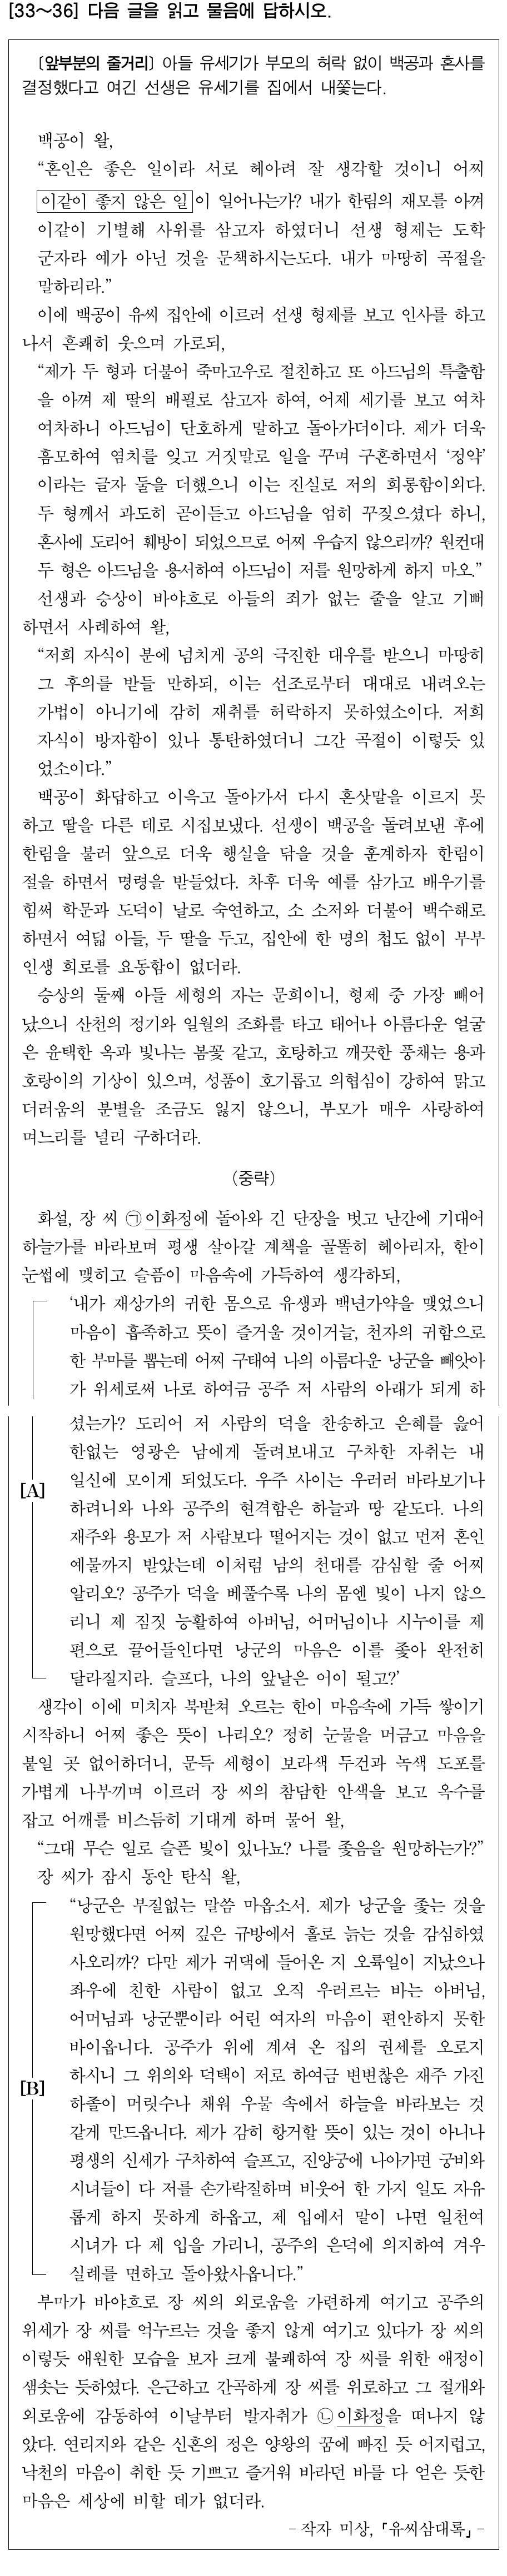 [33～36] 다음 글을 읽고 물음에 답하시오.
〔앞부분의 줄거리〕 아들 유세기가 부모의 허락 없이 백공과 혼사를
결정했다고 여긴 선생은 유세기를 집에서 내쫓는다.
백공이 왈,
“혼인은 좋은 일이라 서로 헤아려 잘 생각할 것이니 어찌
이같이 좋지 않은 일이 일어나는가? 내가 한림의 재모를 아껴
이같이 기별해 사위를 삼고자 하였더니 선생 형제는 도학
군자라 예가 아닌 것을 문책하시는도다. 내가 마땅히 곡절을
말하리라.”
이에 백공이 유씨 집안에 이르러 선생 형제를 보고 인사를 하고
나서 흔쾌히 웃으며 가로되,
“제가 두 형과 더불어 죽마고우로 절친하고 또 아드님의 특출함
을 아껴 제 딸의 배필로 삼고자 하여, 어제 세기를 보고 여차
여차하니 아드님이 단호하게 말하고 돌아가더이다. 제가 더욱
흠모하여 염치를 잊고 거짓말로 일을 꾸며 구혼하면서 ‘정약’
이라는 글자 둘을 더했으니 이는 진실로 저의 희롱함이외다.
두 형께서 과도히 곧이듣고 아드님을 엄히 꾸짖으셨다 하니,
혼사에 도리어 훼방이 되었으므로 어찌 우습지 않으리까? 원컨대
두 형은 아드님을 용서하여 아드님이 저를 원망하게 하지 마오.”
선생과 승상이 바야흐로 아들의 죄가 없는 줄을 알고 기뻐
하면서 사례하여 왈,
“저희 자식이 분에 넘치게 공의 극진한 대우를 받으니 마땅히
그 후의를 받들 만하되, 이는 선조로부터 대대로 내려오는
가법이 아니기에 감히 재취를 허락하지 못하였소이다. 저희
자식이 방자함이 있나 통탄하였더니 그간 곡절이 이렇듯 있
었소이다.”
백공이 화답하고 이윽고 돌아가서 다시 혼삿말을 이르지 못
하고 딸을 다른 데로 시집보냈다. 선생이 백공을 돌려보낸 후에
한림을 불러 앞으로 더욱 행실을 닦을 것을 훈계하자 한림이
절을 하면서 명령을 받들었다. 차후 더욱 예를 삼가고 배우기를
힘써 학문과 도덕이 날로 숙연하고, 소 소저와 더불어 백수해로
하면서 여덟 아들, 두 딸을 두고, 집안에 한 명의 첩도 없이 부부
인생 희로를 요동함이 없더라.
승상의 둘째 아들 세형의 자는 문희이니, 형제 중 가장 빼어
났으니 산천의 정기와 일월의 조화를 타고 태어나 아름다운 얼굴
은 윤택한 옥과 빛나는 봄꽃 같고, 호탕하고 깨끗한 풍채는 용과
호랑이의 기상이 있으며, 성품이 호기롭고 의협심이 강하여 맑고
더러움의 분별을 조금도 잃지 않으니, 부모가 매우 사랑하여
며느리를 널리 구하더라.
(중략)
화설, 장 씨 ㉠이화정에 돌아와 긴 단장을 벗고 난간에 기대어
하늘가를 바라보며 평생 살아갈 계책을 골똘히 헤아리자, 한이
눈썹에 맺히고 슬픔이 마음속에 가득하여 생각하되,
‘내가 재상가의 귀한 몸으로 유생과 백년가약을 맺었으니
마음이 흡족하고 뜻이 즐거울 것이거늘, 천자의 귀함으로
한 부마를 뽑는데 어찌 구태여 나의 아름다운 낭군을 빼앗아
가 위세로써 나로 하여금 공주 저 사람의 아래가 되게 하
셨는가? 도리어 저 사람의 덕을 찬송하고 은혜를 읊어
한없는 영광은 남에게 돌려보내고 구차한 자취는 내
[A] 일신에 모이게 되었도다. 우주 사이는 우러러 바라보기나
하려니와 나와 공주의 현격함은 하늘과 땅 같도다. 나의
재주와 용모가 저 사람보다 떨어지는 것이 없고 먼저 혼인
예물까지 받았는데 이처럼 남의 천대를 감심할 줄 어찌
알리오? 공주가 덕을 베풀수록 나의 몸엔 빛이 나지 않으
리니 제 짐짓 능활하여 아버님, 어머님이나 시누이를 제
편으로 끌어들인다면 낭군의 마음은 이를 좇아 완전히
달라질지라. 슬프다, 나의 앞날은 어이 될고?’
생각이 이에 미치자 북받쳐 오르는 한이 마음속에 가득 쌓이기
시작하니 어찌 좋은 뜻이 나리오? 정히 눈물을 머금고 마음을
붙일 곳 없어하더니, 문득 세형이 보라색 두건과 녹색 도포를
가볍게 나부끼며 이르러 장 씨의 참담한 안색을 보고 옥수를
잡고 어깨를 비스듬히 기대게 하며 물어 왈,
“그대 무슨 일로 슬픈 빛이 있나뇨? 나를 좇음을 원망하는가?”
장 씨가 잠시 동안 탄식 왈,
“낭군은 부질없는 말씀 마옵소서. 제가 낭군을 좇는 것을
원망했다면 어찌 깊은 규방에서 홀로 늙는 것을 감심하였
사오리까? 다만 제가 귀댁에 들어온 지 오륙일이 지났으나
좌우에 친한 사람이 없고 오직 우러르는 바는 아버님,
어머님과 낭군뿐이라 어린 여자의 마음이 편안하지 못한
바이옵니다. 공주가 위에 계셔 온 집의 권세를 오로지
하시니 그 위의와 덕택이 저로 하여금 변변찮은 재주 가진
[B] 하졸이 머릿수나 채워 우물 속에서 하늘을 바라보는 것
같게 만드옵니다. 제가 감히 항거할 뜻이 있는 것이 아니나
평생의 신세가 구차하여 슬프고, 진양궁에 나아가면 궁비와
시녀들이 다 저를 손가락질하며 비웃어 한 가지 일도 자유
롭게 하지 못하게 하옵고, 제 입에서 말이 나면 일천여
시녀가 다 제 입을 가리니, 공주의 은덕에 의지하여 겨우
실례를 면하고 돌아왔사옵니다.”
부마가 바야흐로 장 씨의 외로움을 가련하게 여기고 공주의
위세가 장 씨를 억누르는 것을 좋지 않게 여기고 있다가 장 씨의
이렇듯 애원한 모습을 보자 크게 불쾌하여 장 씨를 위한 애정이
샘솟는 듯하였다. 은근하고 간곡하게 장 씨를 위로하고 그 절개와
외로움에 감동하여 이날부터 발자취가 ㉡이화정을 떠나지 않
았다. 연리지와 같은 신혼의 정은 양왕의 꿈에 빠진 듯 어지럽고,
낙천의 마음이 취한 듯 기쁘고 즐거워 바라던 바를 다 얻은 듯한
마음은 세상에 비할 데가 없더라.
- 작자 미상, 「유씨삼대록」 -